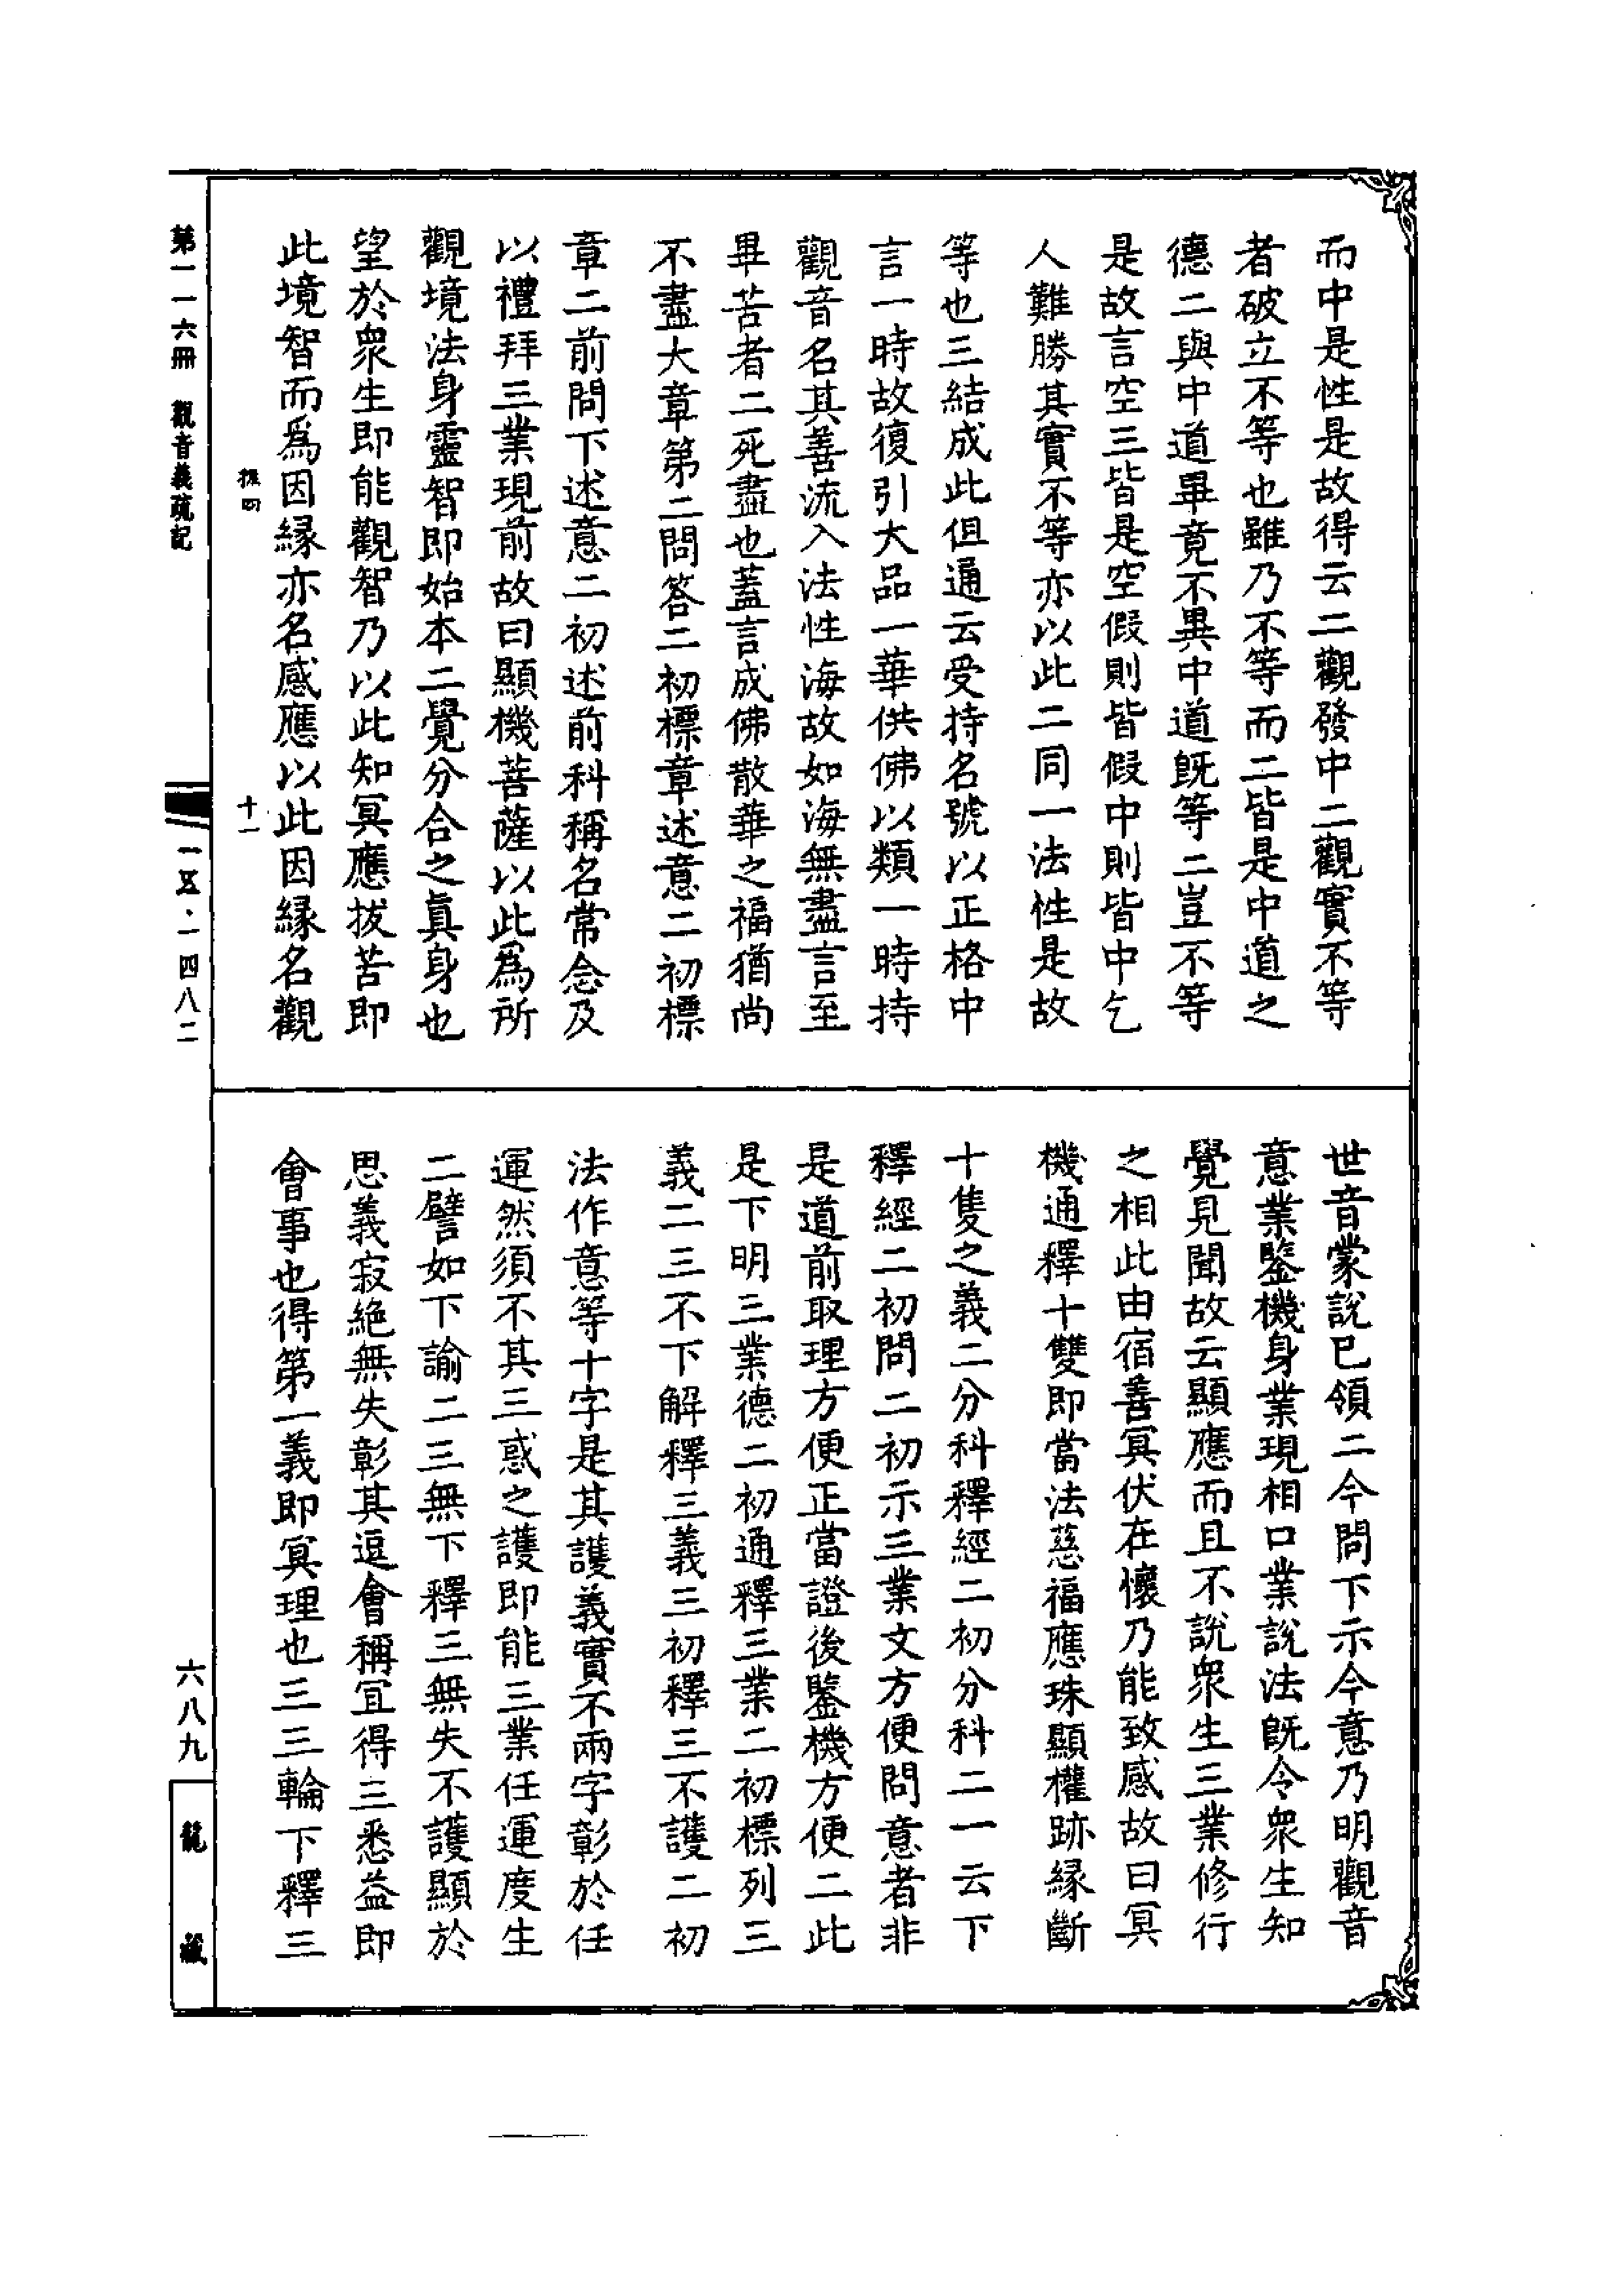 而中是性是故得云二觀發中二觀實不等
者破立不等也雖乃不等而二皆是中道之
德二與中道畢竟不異中道旣等二豈不等
是故言空三皆是空假則皆假中則皆中乞
人難勝其實不等亦以此二同一法性是故
等也三結成此但通云受持名號以正格中
言一時故復引大品一華供佛以類一時持
觀音名其善流入法性海故如海無盡言至
畢苦者二死盡也蓋言成佛散華之福猶尚
不盡大章第二問答二初標章述意二初標
章二前問下述意二初述前科稱名常念及
以禮拜三業現前故曰顯機菩薩以此爲所
觀境法身靈智即始本二覺分合之眞身也
望於衆生即能觀智乃以此知冥應拔苦即
此境智而爲因緣亦名感應以此因緣名觀
世音蒙說已領二今問下示今意乃明觀音
意業鑒機身業現相口業說法旣令衆生知
覺見聞故云顯應而且不說衆生三業修行
之相此由宿善冥伏在懷乃能致感故曰冥
機通釋十雙即當法慈福應珠顯權跡緣斷
十隻之義二分科釋經二初分科二一云下
釋經二初問二初示三業文方便問意者非
是道前取理方便正當證後鑒機方便二此
是下明三業德二初通釋三業二初標列三
義二三不下解釋三義三初釋三不護二初
法作意等十字是其護義實不兩字彰於任
運然須不其三惑之護即能三業任運度生
二譬如下諭二三無下釋三無失不護顯於
思義寂絶無失彰其逗會稱宜得三悉益即
會事也得第一義即冥理也三三輪下釋三
第一一六冊 觀音義疏記
十一
一五·一四八二
六八九
龍藏